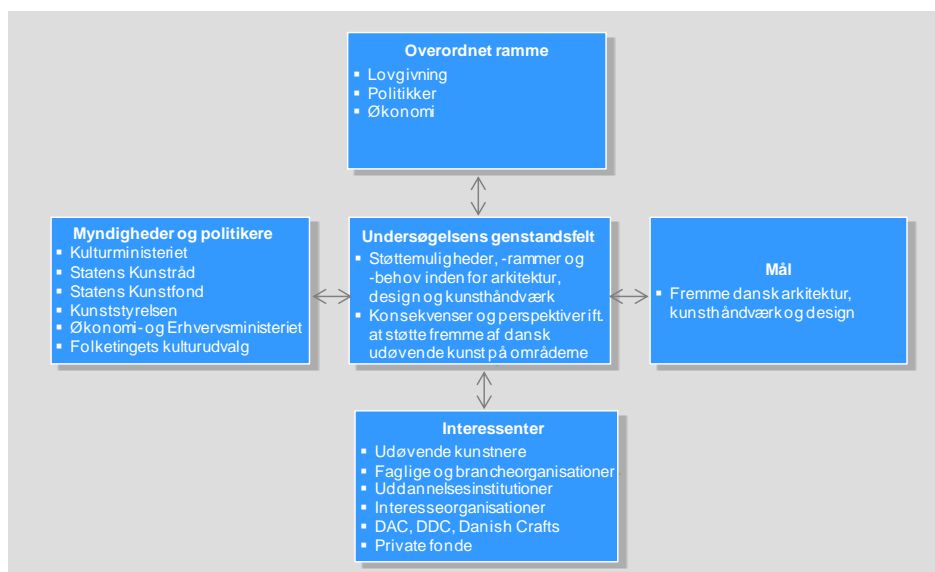 Overordnet ramme
▪ Lovgivning
▪ Politikker
▪ Økonomi
Myndigheder og politikere
▪ Kulturministeriet
▪ Statens Kunstråd
▪ Statens Kunstfond
▪ Kunststyrelsen
▪ Økonomi- og Erhvervsministeriet
▪ Folketingets kulturudvalg
Undersøgelsens genstandsfelt
▪ Støttemuligheder, -rammer og
-behov inden for arkitektur,
design og kunsthåndværk
▪ Konsekvenser og perspektiver ift.
at støtte fremme af dansk
udøvende kunst på områderne
Mål
▪ Fremme dansk arkitektur,
kunsthåndværk og design
Interessenter
▪ Udøvende kunstnere
▪ Faglige og brancheorganisationer
▪ Uddannelsesinstitutioner
▪ Interesseorganisationer
▪ DAC, DDC, Danish Crafts
▪ Private fonde